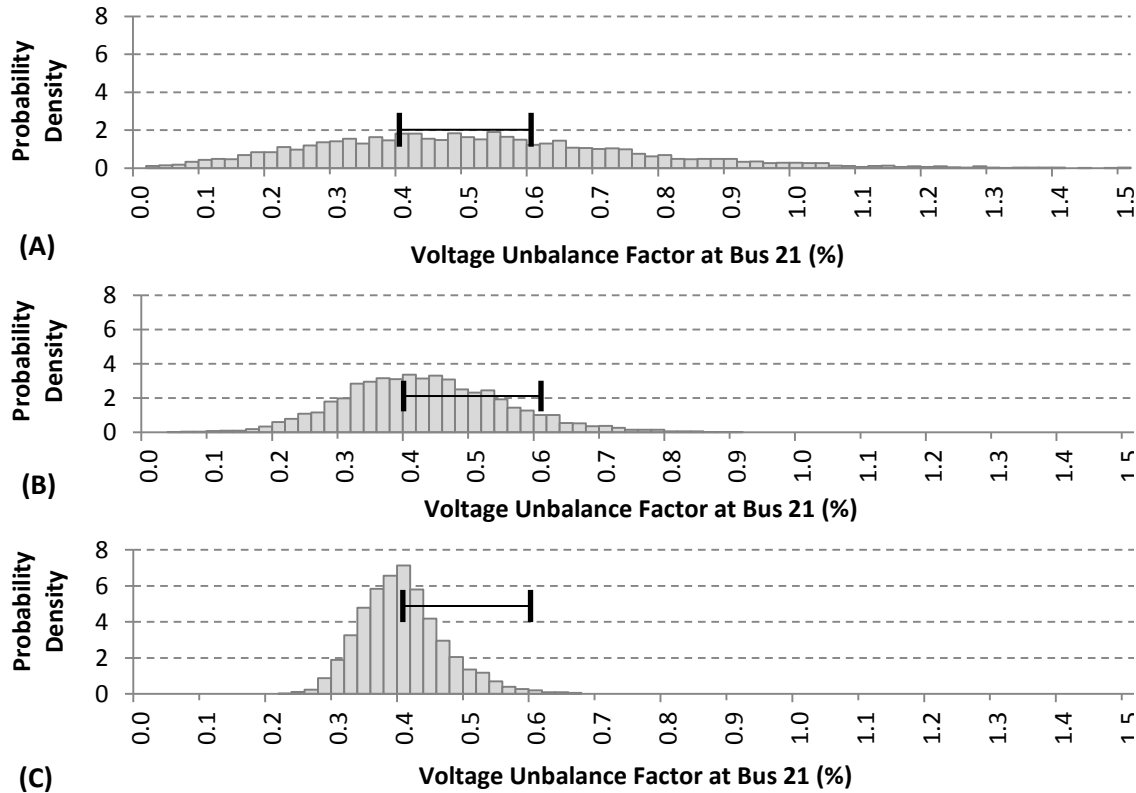 8
6
4
2
0
Probability
Density
0.0 0.1 0.2 0.3 0.4 0.5 0.6 0.7 0.8 0.9 1.0 1.1 1.2 1.3 1.4 1.5
(A)
Voltage Unbalance Factor at Bus 21 (%)
8
6
4
2
0
Probability
Density
0.0 0.1 0.2 0.3 0.4 0.5 0.6 0.7 0.8 0.9 1.0 1.1 1.2 1.3 1.4 1.5
(B)
Voltage Unbalance Factor at Bus 21 (%)
8
6
4
2
0
Probability
Density
0.0 0.1 0.2 0.3 0.4 0.5 0.6 0.7 0.8 0.9 1.0 1.1 1.2 1.3 1.4 1.5
(C)
Voltage Unbalance Factor at Bus 21 (%)